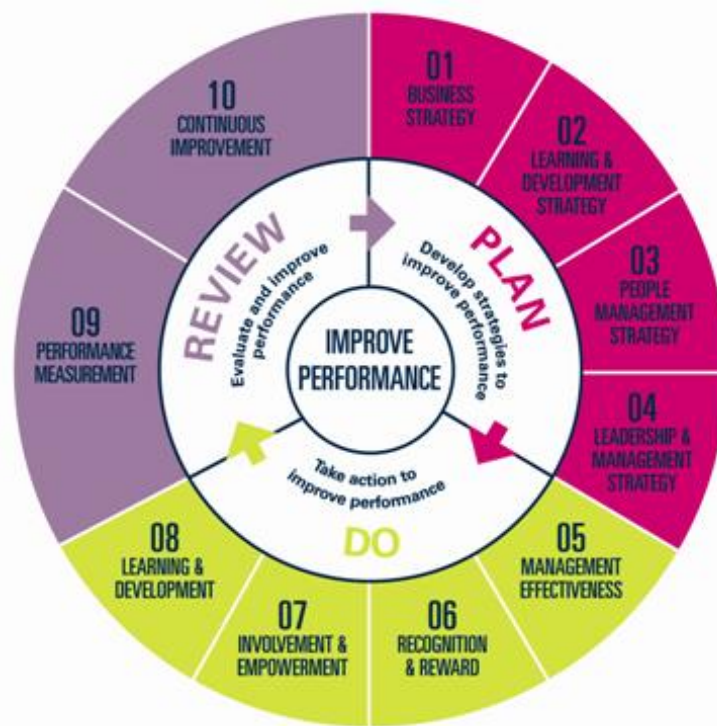 01
BUSINESS
STRATEGY
02
LEARNING &
DEVELOPMENT
STRATEGY
03
PEOPLE
MANAGEMENT
STRATEGY
04
LEADERSHIP &
MANAGEMENT
STRATEGY
05
MANAGEMENT
EFFECTIVENESS
06
RECOGNITION
& REWARD
07
INVOLVEMENT &
EMPOWERMENT
08
LEARNING &
DEVELOPMENT
09
PERFORMANCE
MEASUREMENT
10
CONTINUOUS
IMPROVEMENT
PLAN
Develop strategies to
improve performance
DO
Take action to
improve performance
REVIEW
Evaluate and improve
performance
IMPROVE
PERFORMANCE